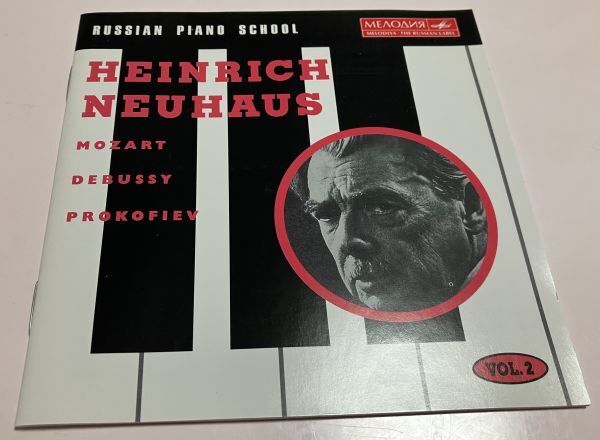 RUSSIAN PIANO SCHOOL
МЕЛОДИЯ
MELODIYA · THE RUSSIAN LABEL
HEINRICH
NEUHAUS
MOZART
DEBUSSY
PROKOFIEV
VOL. 2